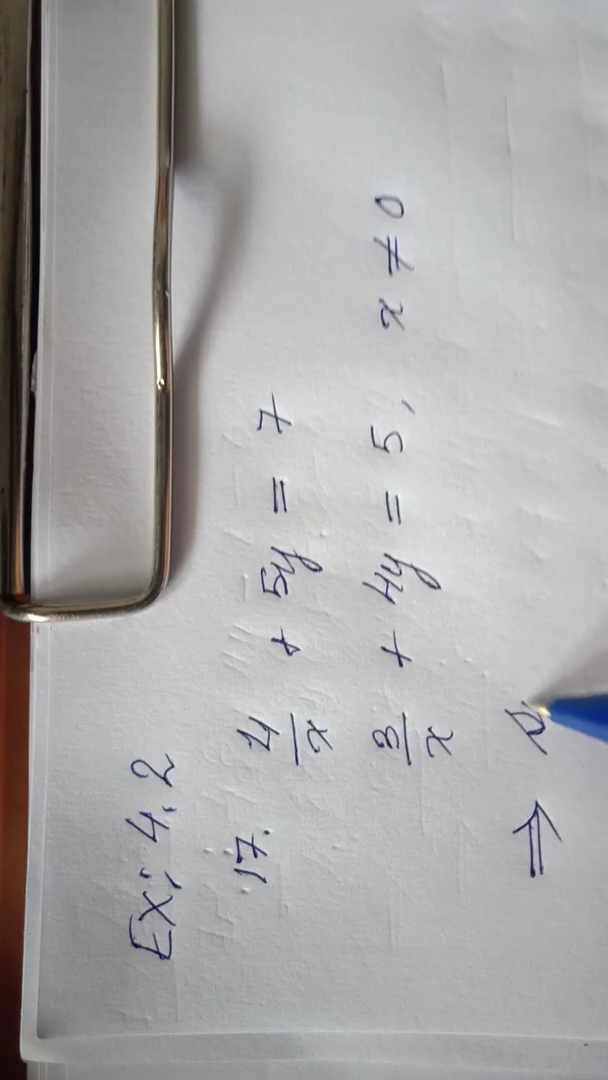 Ex: 4.2
17. 4/x + 5y = 7
3/x + 4y = 5, x ≠ 0
⇒